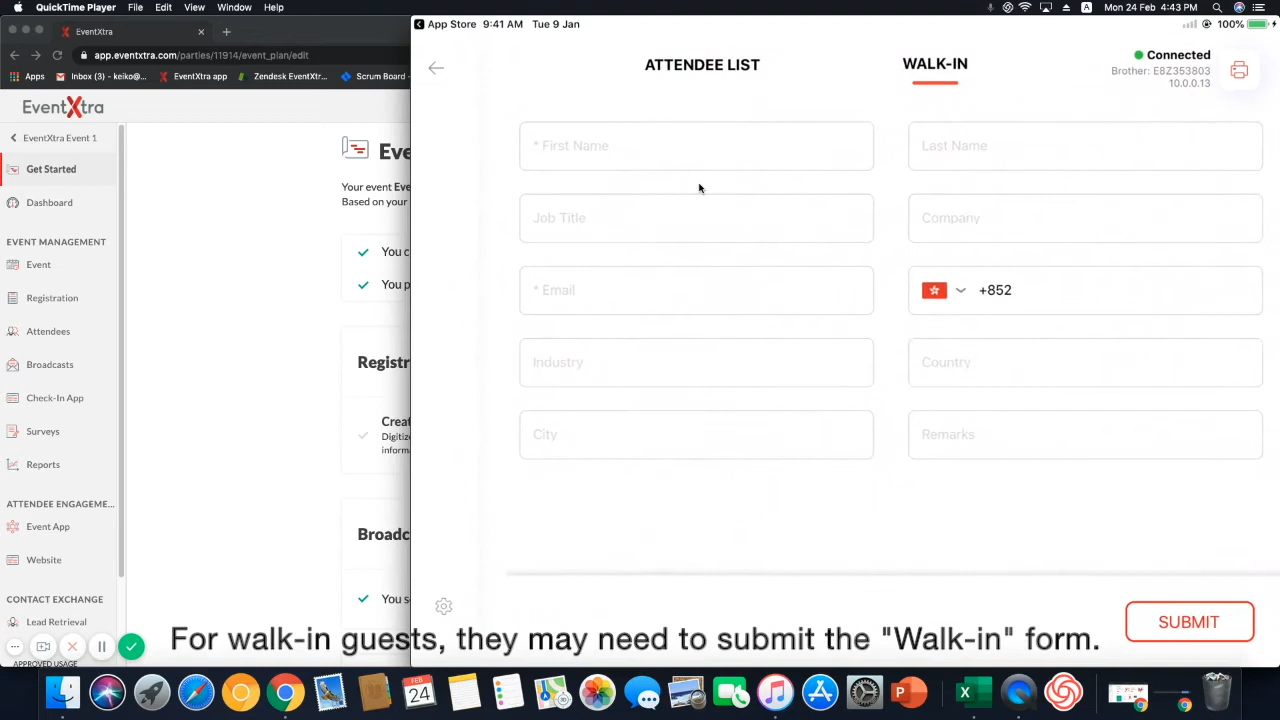 QuickTime Player File Edit View Window Help
A 100% Mon 24 Feb 4:43 PM
App Store 9:41 AM Tue 9 Jan
100%
EventXtra
app.eventxtra.com/parties/11914/event_plan/edit
Apps Inbox (3) - keiko@... EventXtra app Zendesk EventXtr... Scrum Board -
EventXtra
EventXtra Event 1
Get Started
Dashboard
EVENT MANAGEMENT
Event
Registration
Attendees
Broadcasts
Check-In App
Surveys
Reports
ATTENDEE ENGAGEME...
Event App
Website
CONTACT EXCHANGE
Lead Retrieval
APPROVED USAGE
Eve
Your event Eve
Based on your
You c
You p
Registr
Creat
Digitiz
inform
Broadc
You s
ATTENDEE LIST
WALK-IN
Connected
Brother: E8Z353803
10.0.0.13
* First Name
Last Name
Job Title
Company
* Email
+852
Industry
Country
City
Remarks
SUBMIT
For walk-in guests, they may need to submit the "Walk-in" form.
FEB
24